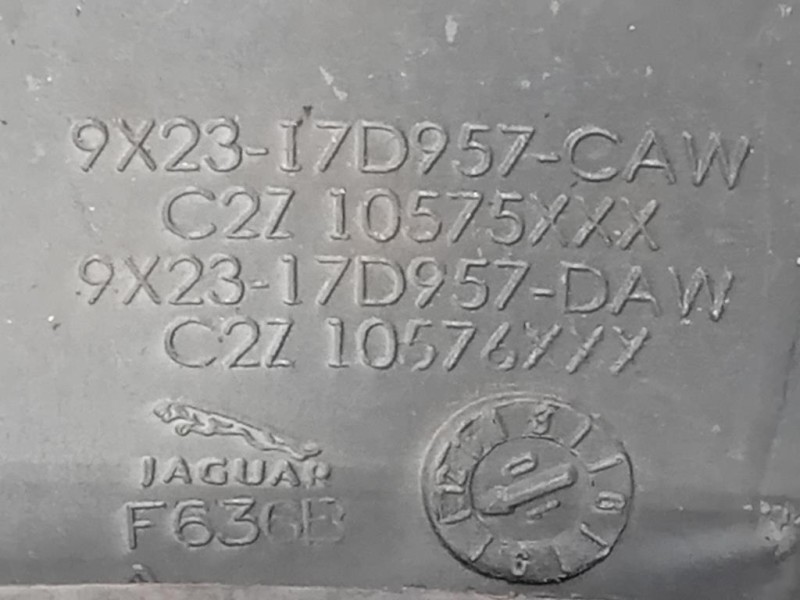 9X23-17D957-CAW
C2Z 10575XXX
9X23-17D957-DAW
C2Z 10576XXX
JAGUAR
F636B